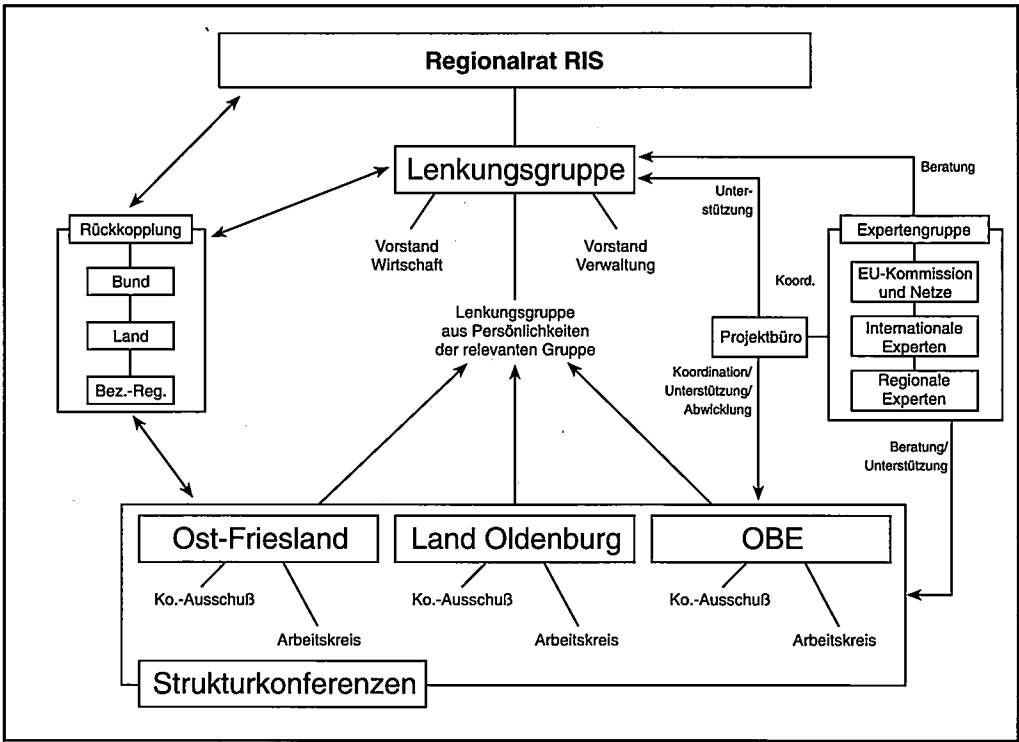 Regionalrat RIS
Lenkungsgruppe
Beratung
Unter-
stützung
Rückkopplung
Bund
Land
Bez.-Reg.
Vorstand
Wirtschaft
Vorstand
Verwaltung
Expertengruppe
EU-Kommission
und Netze
Internationale
Experten
Regionale
Experten
Koord.
Projektbüro
Lenkungsgruppe
aus Persönlichkeiten
der relevanten Gruppe
Koordination/
Unterstützung/
Abwicklung
Beratung/
Unterstützung
Ost-Friesland
Ko.-Ausschuß
Arbeitskreis
Land Oldenburg
Ko.-Ausschuß
Arbeitskreis
OBE
Ko.-Ausschuß
Arbeitskreis
Strukturkonferenzen